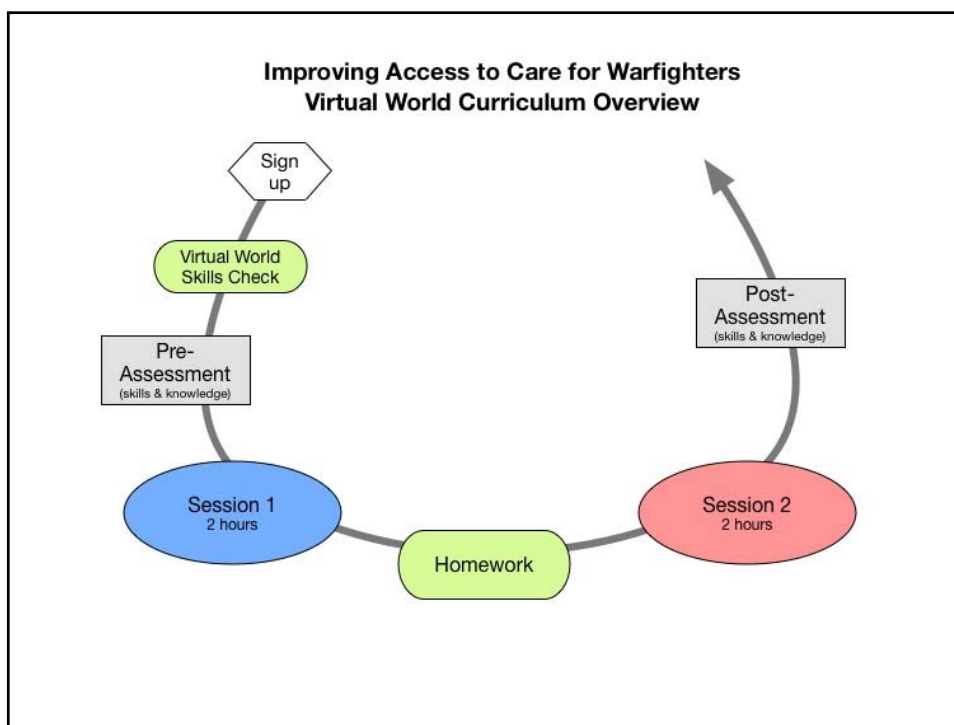 Improving Access to Care for Warfighters
Virtual World Curriculum Overview
Sign
up
Virtual World
Skills Check
Pre-
Assessment
(skills & knowledge)
Session 1
2 hours
Homework
Session 2
2 hours
Post-
Assessment
(skills & knowledge)